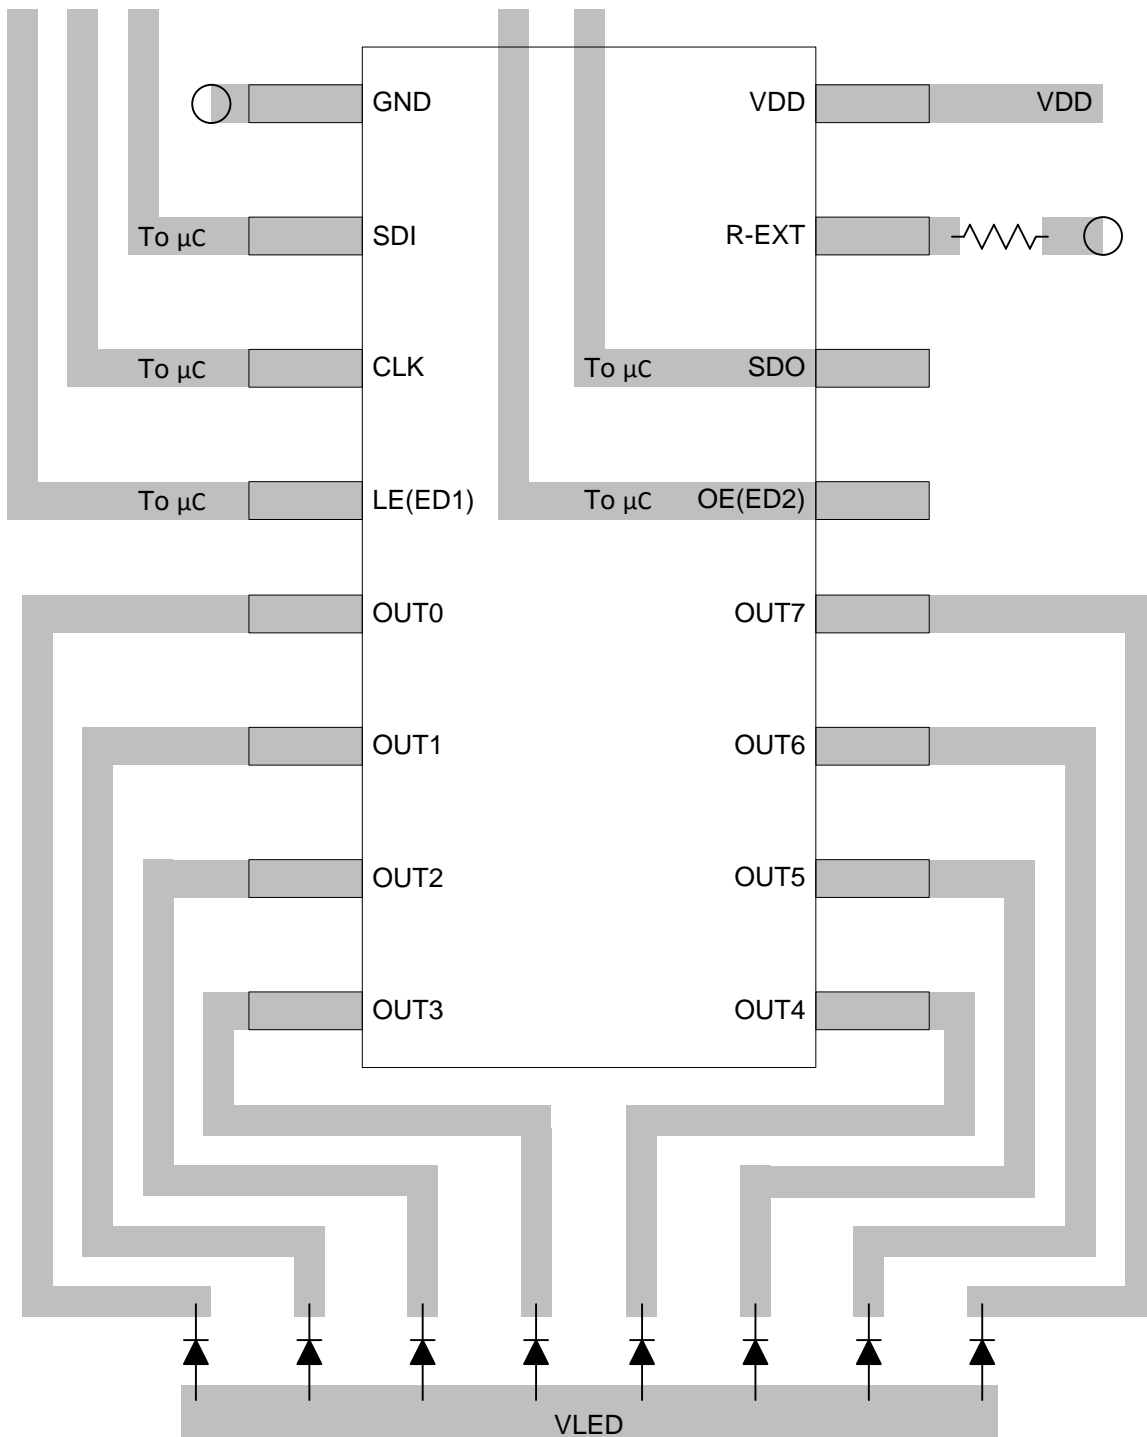 GND VDD VDD
To µC SDI R-EXT
To µC CLK To µC SDO
To µC LE(ED1) To µC OE(ED2)
OUT0 OUT7
OUT1 OUT6
OUT2 OUT5
OUT3 OUT4
VLED